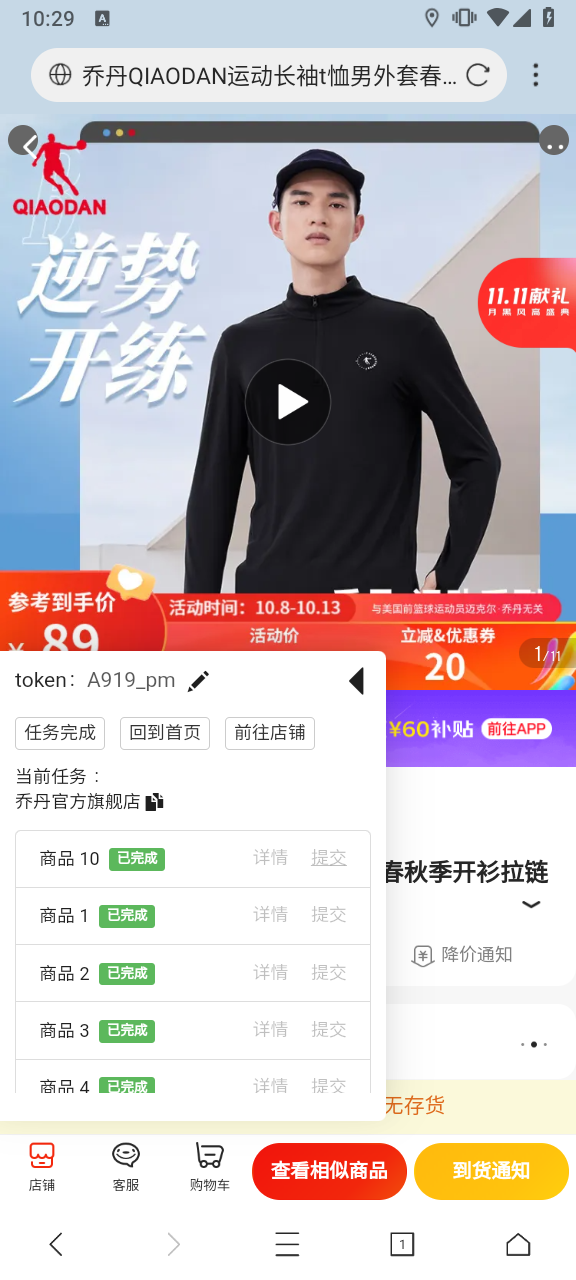 10:29
乔丹QIAODAN运动长袖t恤男外套春...
QIAODAN
逆势
开练
11.11献礼
月黑风高盛典
参考到手价
活动时间：10.8-10.13
与美国前篮球运动员迈克尔·乔丹无关
¥89
活动价
立减&优惠券
20
1/11
token：A919_pm
¥60补贴 前往APP
任务完成 回到首页 前往店铺
当前任务：
乔丹官方旗舰店
商品 10 已完成 详情 提交
春秋季开衫拉链
商品 1 已完成 详情 提交
降价通知
商品 2 已完成 详情 提交
商品 3 已完成 详情 提交
商品 4 已完成 详情 提交
无存货
店铺 客服 购物车 查看相似商品 到货通知
1